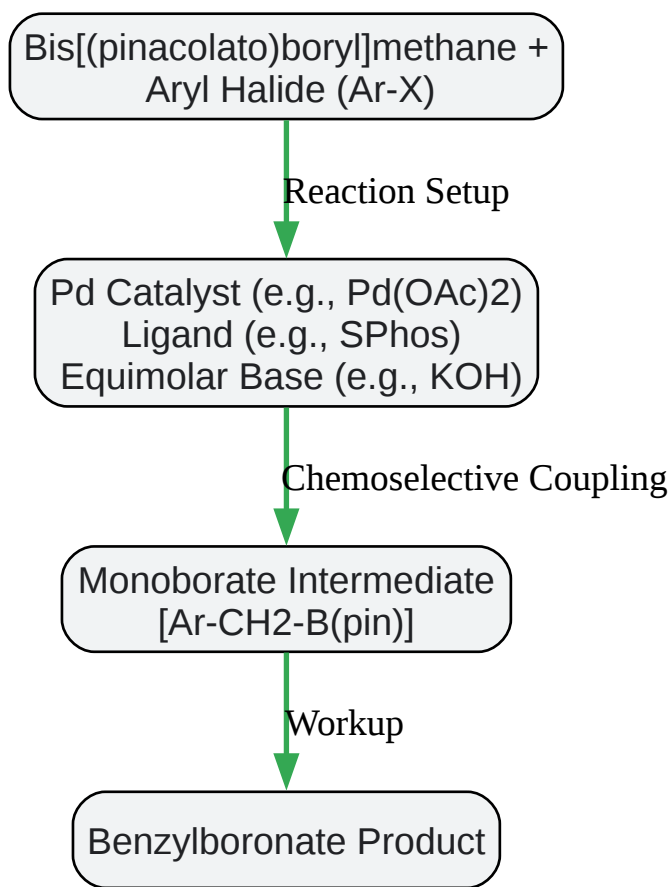 Bis[(pinacolato)boryl]methane +
Aryl Halide (Ar-X)
Reaction Setup
Pd Catalyst (e.g., Pd(OAc)2)
Ligand (e.g., SPhos)
Equimolar Base (e.g., KOH)
Chemoselective Coupling
Monoborate Intermediate
[Ar-CH2-B(pin)]
Workup
Benzylboronate Product